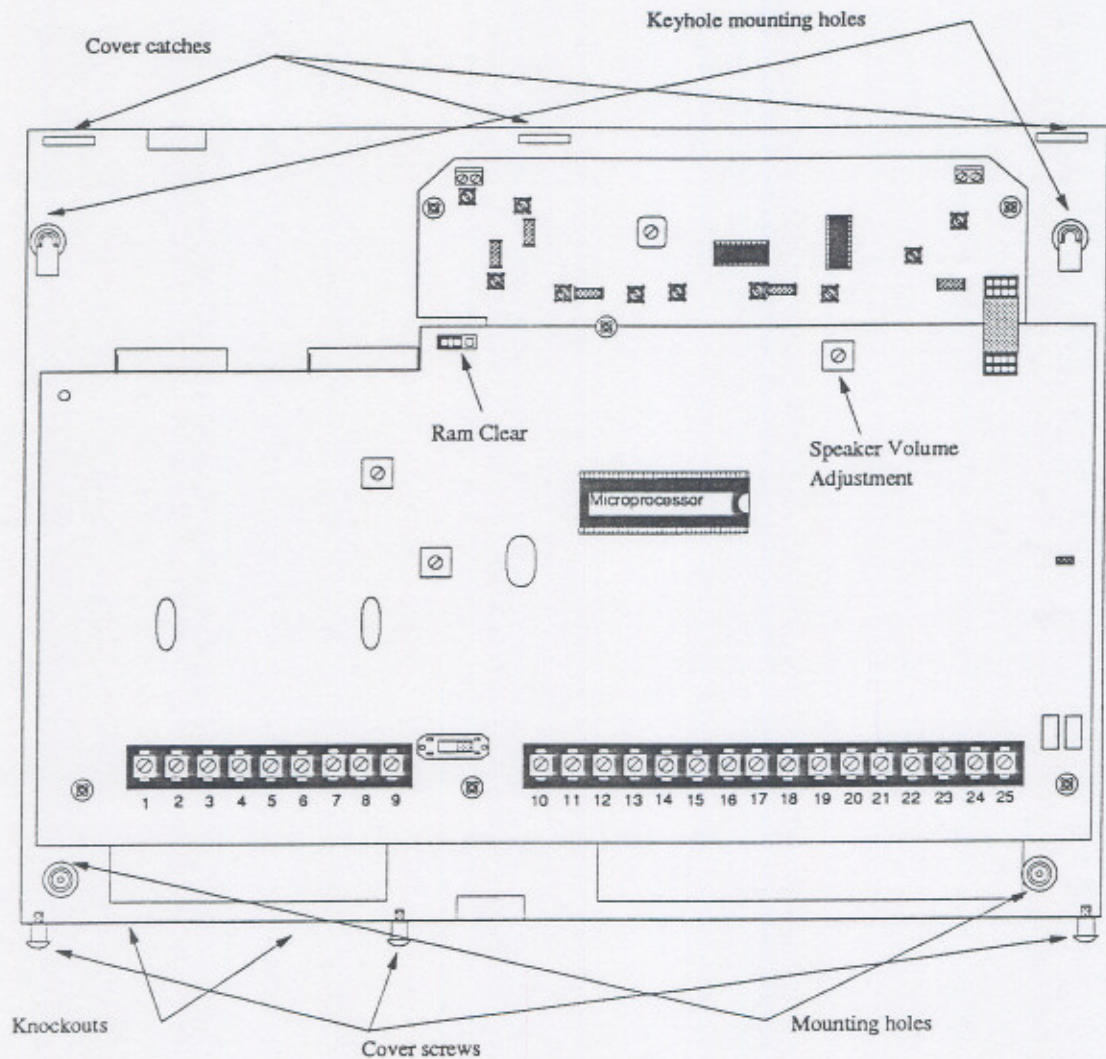 Keyhole mounting holes
Cover catches
Ram Clear
Speaker Volume
Adjustment
Microprocessor
1 2 3 4 5 6 7 8 9 10 11 12 13 14 15 16 17 18 19 20 21 22 23 24 25
Knockouts
Mounting holes
Cover screws